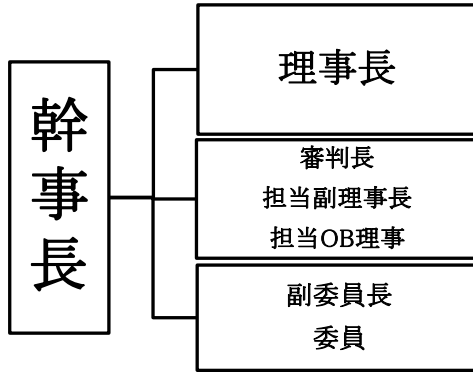 幹事長
理事長
審判長
担当副理事長
担当OB理事
副委員長
委員